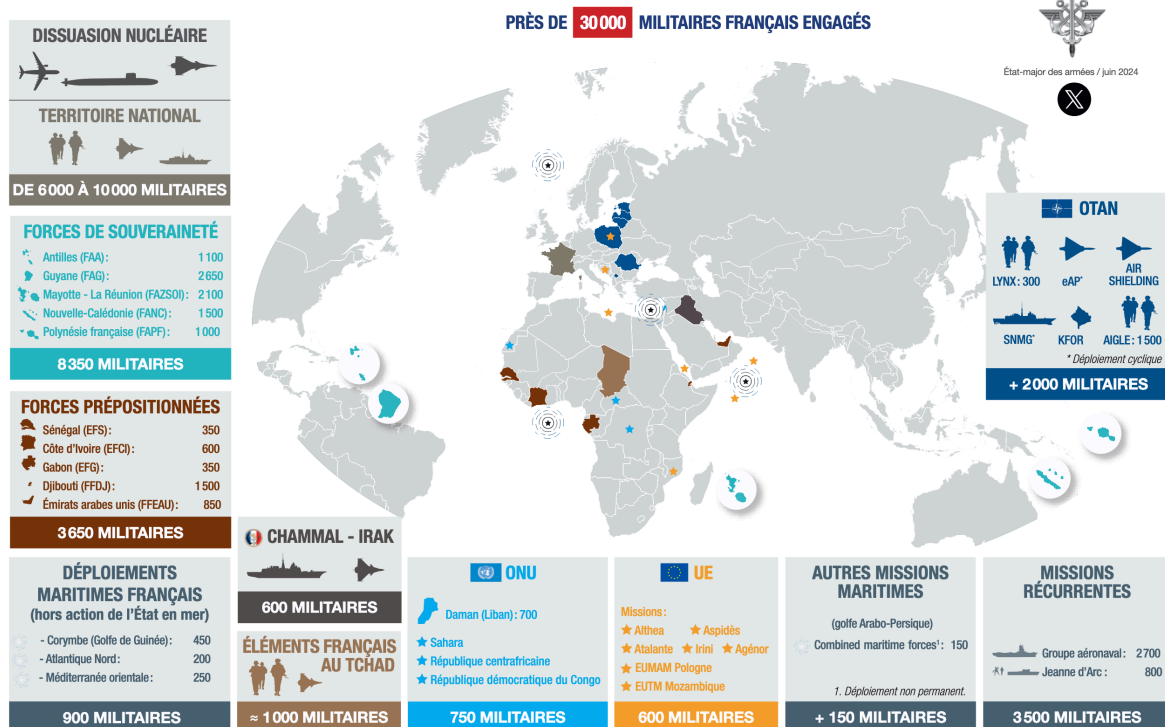 PRÈS DE 30 000 MILITAIRES FRANÇAIS ENGAGÉS
État-major des armées / juin 2024
DISSUASION NUCLÉAIRE
TERRITOIRE NATIONAL
DE 6 000 À 10 000 MILITAIRES
FORCES DE SOUVERAINETÉ
Antilles (FAA) : 1 100
Guyane (FAG) : 2 650
Mayotte - La Réunion (FAZSOI) : 2 100
Nouvelle-Calédonie (FANC) : 1 500
Polynésie française (FAPF) : 1 000
8 350 MILITAIRES
FORCES PRÉPOSITIONNÉES
Sénégal (EFS) : 350
Côte d'Ivoire (EFCI) : 600
Gabon (EFG) : 350
Djibouti (FFDJ) : 1 500
Émirats arabes unis (FFEAU) : 850
3 650 MILITAIRES
OTAN
LYNX : 300
eAP*
AIR
SHIELDING
SNMG*
KFOR
AIGLE : 1 500
* Déploiement cyclique
+ 2 000 MILITAIRES
DÉPLOIEMENTS
MARITIMES FRANÇAIS
(hors action de l'État en mer)
- Corymbe (Golfe de Guinée) : 450
- Atlantique Nord : 200
- Méditerranée orientale : 250
900 MILITAIRES
CHAMMAL - IRAK
600 MILITAIRES
ÉLÉMENTS FRANÇAIS
AU TCHAD
≈ 1 000 MILITAIRES
ONU
Daman (Liban) : 700
Sahara
République centrafricaine
République démocratique du Congo
750 MILITAIRES
UE
Missions :
Althea Aspidès
Atalante Irini Agénor
EUMAM Pologne
EUTM Mozambique
600 MILITAIRES
AUTRES MISSIONS
MARITIMES
(golfe Arabo-Persique)
Combined maritime forces¹ : 150
1. Déploiement non permanent.
+ 150 MILITAIRES
MISSIONS
RÉCURRENTES
Groupe aéronaval : 2 700
Jeanne d'Arc : 800
3 500 MILITAIRES